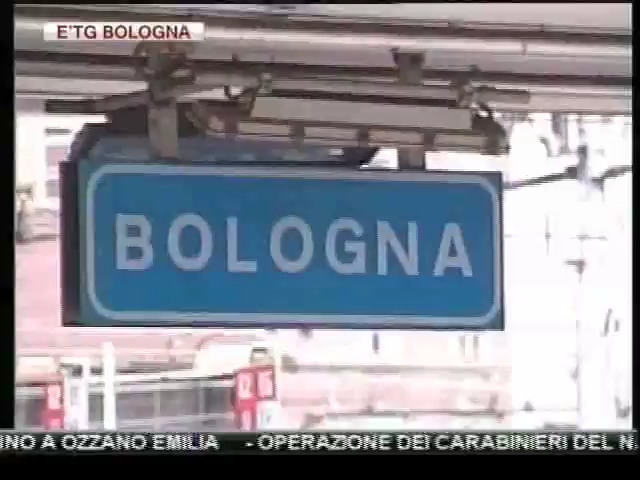 E'TG BOLOGNA
BOLOGNA
INO A OZZANO EMILIA - OPERAZIONE DEI CARABINIERI DEL N